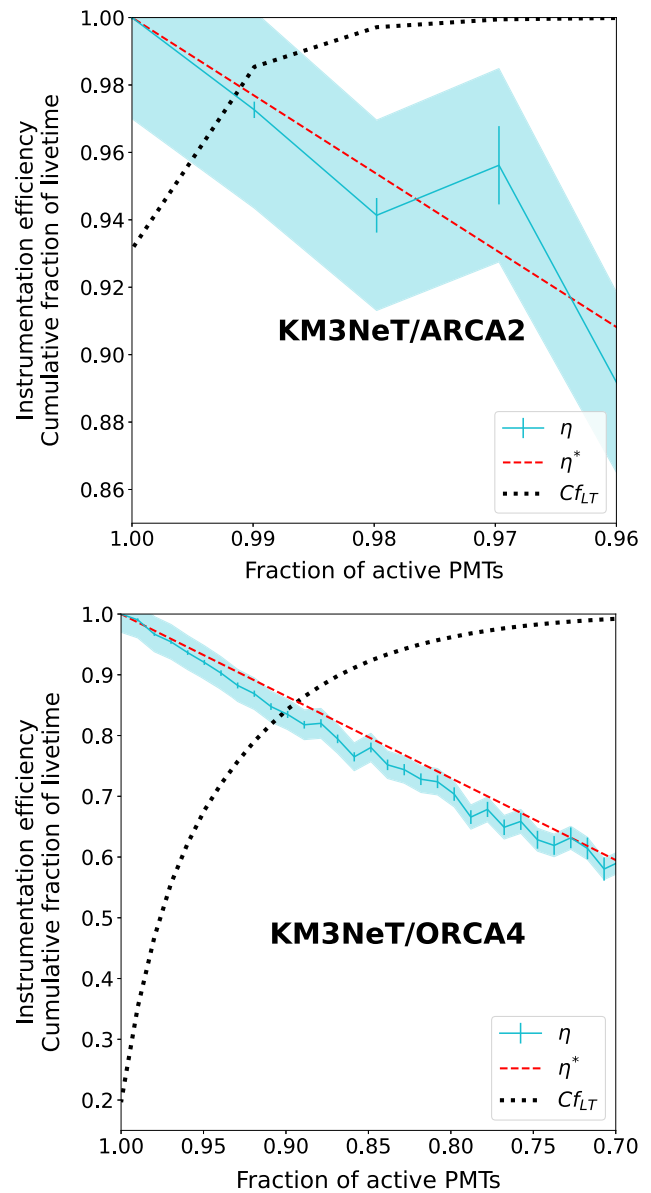 Instrumentation efficiency
Cumulative fraction of livetime
1.00
0.98
0.96
0.94
0.92
0.90
0.88
0.86
KM3NeT/ARCA2
η
η*
Cf_LT
1.00 0.99 0.98 0.97 0.96
Fraction of active PMTs
Instrumentation efficiency
Cumulative fraction of livetime
1.0
0.9
0.8
0.7
0.6
0.5
0.4
0.3
0.2
KM3NeT/ORCA4
η
η*
Cf_LT
1.00 0.95 0.90 0.85 0.80 0.75 0.70
Fraction of active PMTs